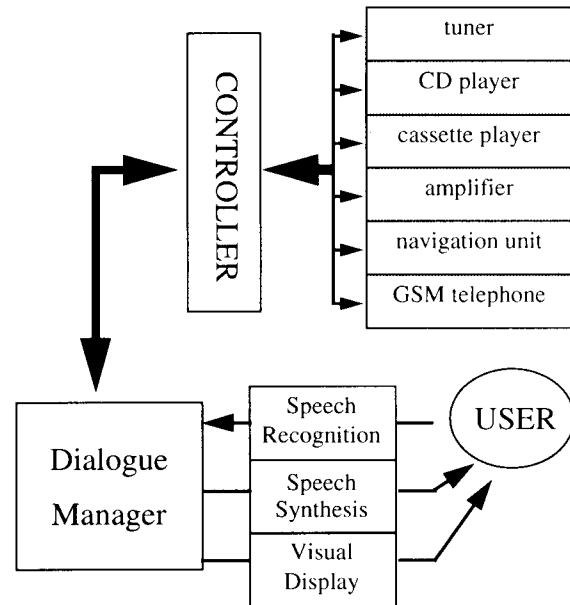 tuner
CD player
cassette player
amplifier
navigation unit
GSM telephone
CONTROLLER
Dialogue
Manager
Speech
Recognition
Speech
Synthesis
Visual
Display
USER